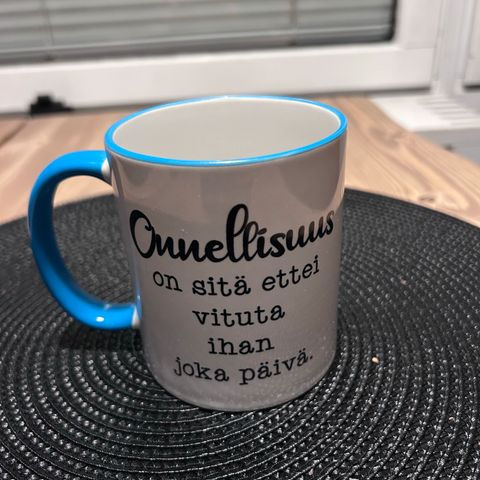 Onnellisuus
on sitä ettei
vituta
ihan
joka päivä.